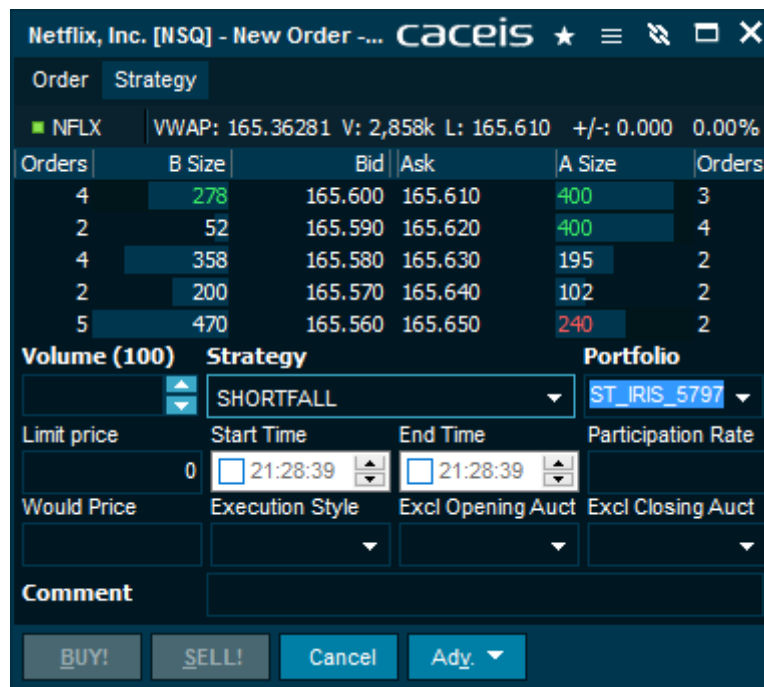 Netflix, Inc. [NSQ] - New Order -... caceis
Order Strategy
NFLX VWAP: 165.36281 V: 2,858k L: 165.610 +/-: 0.000 0.00%
Orders B Size Bid Ask A Size Orders
4 278 165.600 165.610 400 3
2 52 165.590 165.620 400 4
4 358 165.580 165.630 195 2
2 200 165.570 165.640 102 2
5 470 165.560 165.650 240 2
Volume (100) Strategy Portfolio
SHORTFALL ST_IRIS_5797
Limit price Start Time End Time Participation Rate
0 21:28:39 21:28:39
Would Price Execution Style Excl Opening Auct Excl Closing Auct
Comment
BUY! SELL! Cancel Adv.